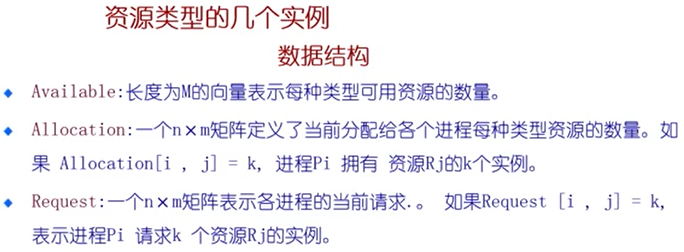 资源类型的几个实例
数据结构
◆ Available:长度为M的向量表示每种类型可用资源的数量。
◆ Allocation:一个n×m矩阵定义了当前分配给各个进程每种类型资源的数量。如
果 Allocation[i , j] = k, 进程Pi 拥有 资源Rj的k个实例。
◆ Request:一个n×m矩阵表示各进程的当前请求.。 如果Request [i , j] = k,
表示进程Pi 请求k 个资源Rj的实例。